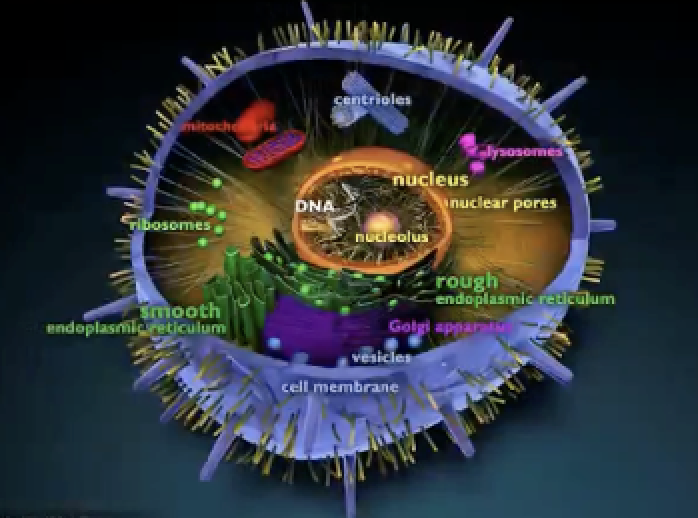 centrioles
mitochondria
lysosomes
nucleus
nuclear pores
DNA
ribosomes
nucleolus
rough
endoplasmic reticulum
smooth
endoplasmic reticulum
Golgi apparatus
vesicles
cell membrane